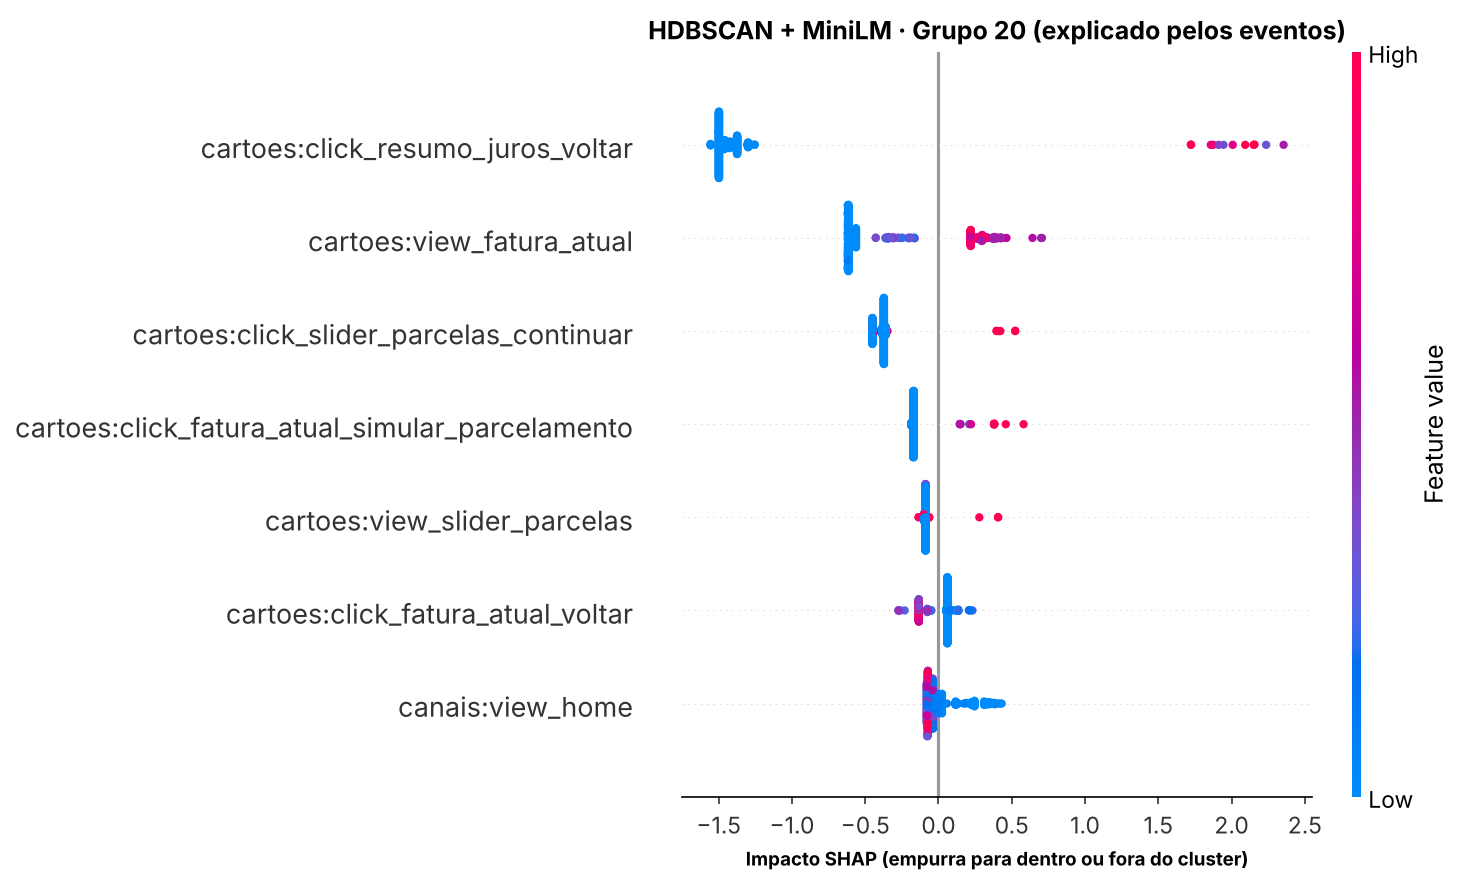 HDBSCAN + MiniLM · Grupo 20 (explicado pelos eventos)
High
cartoes:click_resumo_juros_voltar
cartoes:view_fatura_atual
cartoes:click_slider_parcelas_continuar
cartoes:click_fatura_atual_simular_parcelamento
cartoes:view_slider_parcelas
cartoes:click_fatura_atual_voltar
canais:view_home
Feature value
Low
−1.5 −1.0 −0.5 0.0 0.5 1.0 1.5 2.0 2.5
Impacto SHAP (empurra para dentro ou fora do cluster)